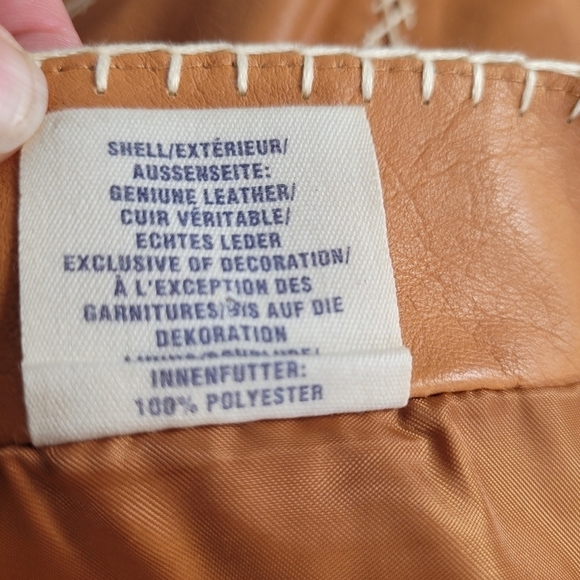 SHELL/EXTÉRIEUR/
AUSSENSEITE:
GENIUNE LEATHER/
CUIR VÉRITABLE/
ECHTES LEDER
EXCLUSIVE OF DECORATION/
À L'EXCEPTION DES
GARNITURES/BIS AUF DIE
DEKORATION
INNENFUTTER:
100% POLYESTER